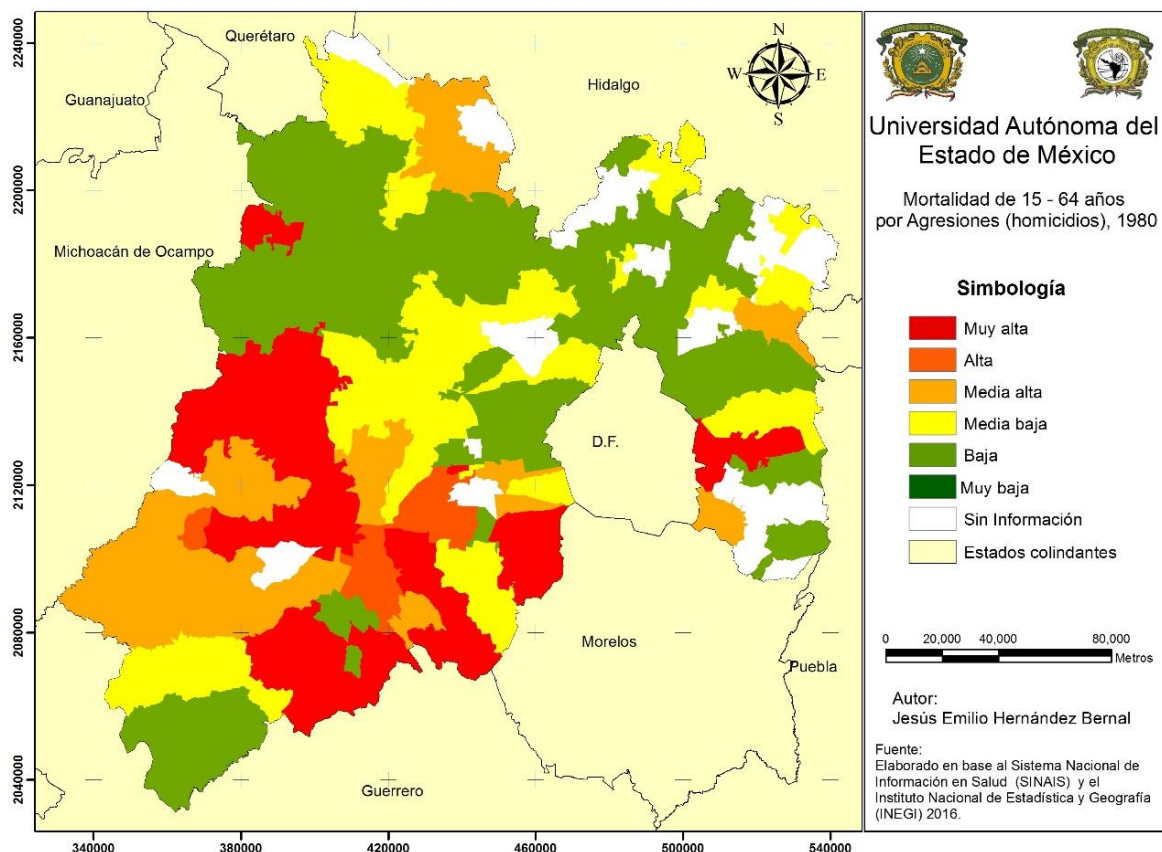 Querétaro
Guanajuato
Hidalgo
Michoacán de Ocampo
D.F.
Morelos
Puebla
Guerrero
N
W
E
S
2240000
2200000
2160000
2120000
2080000
2040000
340000
380000
420000
460000
500000
540000
Universidad Autónoma del
Estado de México
Mortalidad de 15 - 64 años
por Agresiones (homicidios), 1980
Simbología
Muy alta
Alta
Media alta
Media baja
Baja
Muy baja
Sin Información
Estados colindantes
0 20,000 40,000 80,000
Metros
Autor:
Jesús Emilio Hernández Bernal
Fuente:
Elaborado en base al Sistema Nacional de
Información en Salud (SINAIS) y el
Instituto Nacional de Estadística y Geografía
(INEGI) 2016.